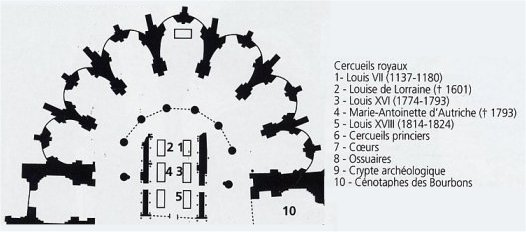 Cercueils royaux
1- Louis VII (1137-1180)
2 - Louise de Lorraine († 1601)
3 - Louis XVI (1774-1793)
4 - Marie-Antoinette d'Autriche († 1793)
5 - Louis XVIII (1814-1824)
6 - Cercueils princiers
7 - Cœurs
8 - Ossuaires
9 - Crypte archéologique
10 - Cénotaphes des Bourbons
2 1
4 3
5
10